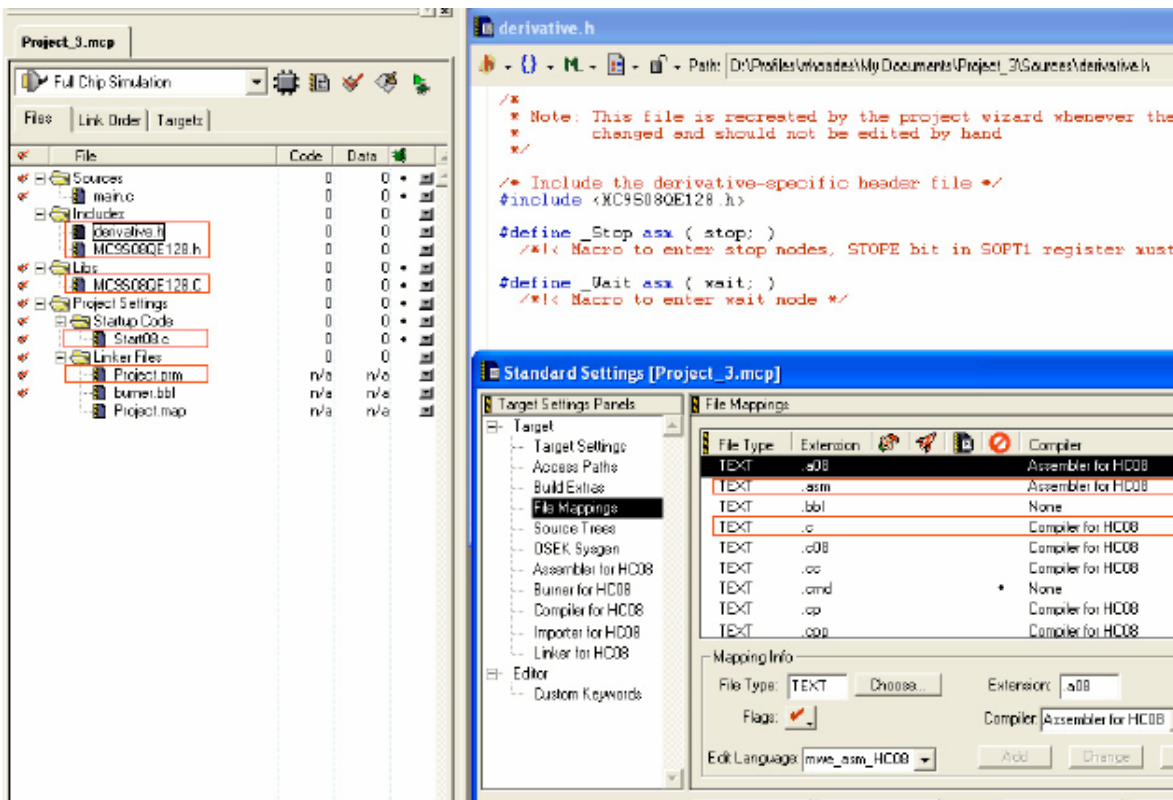 Project_3.mcp
Full Chip Simulation
Files Link Order Targets
File Code Data
Sources 0 0
main.c 0 0
Includes 0 0
derivative.h 0 0
MC9S08QE128.h 0 0
Libs 0 0
MC9S08QE128.C 0 0
Project Settings 0 0
Startup Code 0 0
Start08.c 0 0
Linker Files 0 0
Project.prm n/a n/a
burner.bbl n/a n/a
Project.map n/a n/a
derivative.h
Path: D:\Profiles\rrhoades\My Documents\Project_3\Sources\derivative.h
/*
* Note: This file is recreated by the project wizard whenever the
* changed and should not be edited by hand
*/
/* Include the derivative-specific header file */
#include <MC9S08QE128.h>
#define _Stop asm ( stop; )
/*!< Macro to enter stop modes, STOPE bit in SOPT1 register must
#define _Wait asm ( wait; )
/*!< Macro to enter wait mode */
Standard Settings [Project_3.mcp]
Target Settings Panels
Target
Target Settings
Access Paths
Build Extras
File Mappings
Source Trees
OSEK Sysgen
Assembler for HC08
Burner for HC08
Compiler for HC08
Importer for HC08
Linker for HC08
Editor
Custom Keywords
File Mappings
File Type Extension Compiler
TEXT .a08 Assembler for HC08
TEXT .asm Assembler for HC08
TEXT .bbl None
TEXT .c Compiler for HC08
TEXT .c08 Compiler for HC08
TEXT .cc Compiler for HC08
TEXT .cmd None
TEXT .cp Compiler for HC08
TEXT .cpp Compiler for HC08
Mapping Info
File Type: TEXT Choose... Extension: .a08
Flags: Compiler: Assembler for HC08
Edit Language: mwe_asm_HC08 Add Change